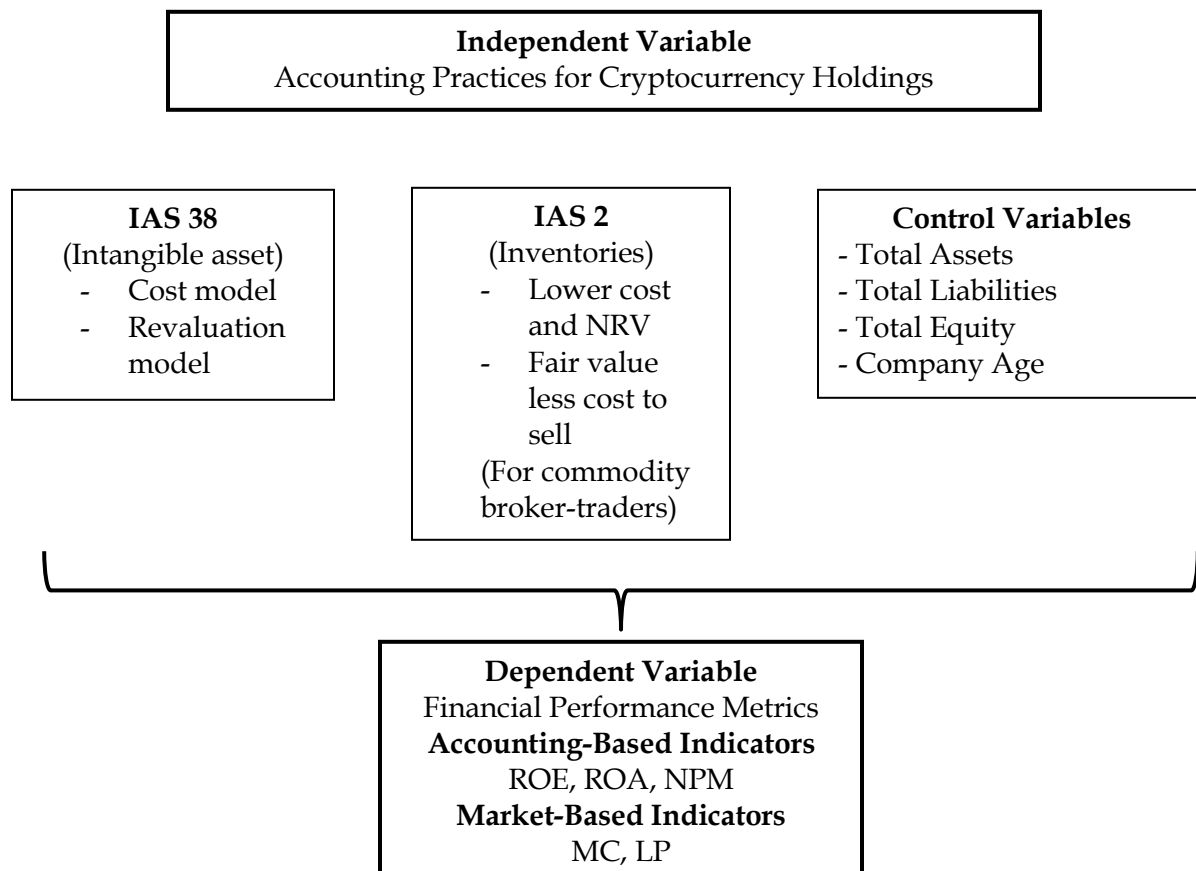 Independent Variable
Accounting Practices for Cryptocurrency Holdings
IAS 38
(Intangible asset)
- Cost model
- Revaluation
model
IAS 2
(Inventories)
- Lower cost
and NRV
- Fair value
less cost to
sell
(For commodity
broker-traders)
Control Variables
- Total Assets
- Total Liabilities
- Total Equity
- Company Age
Dependent Variable
Financial Performance Metrics
Accounting-Based Indicators
ROE, ROA, NPM
Market-Based Indicators
MC, LP